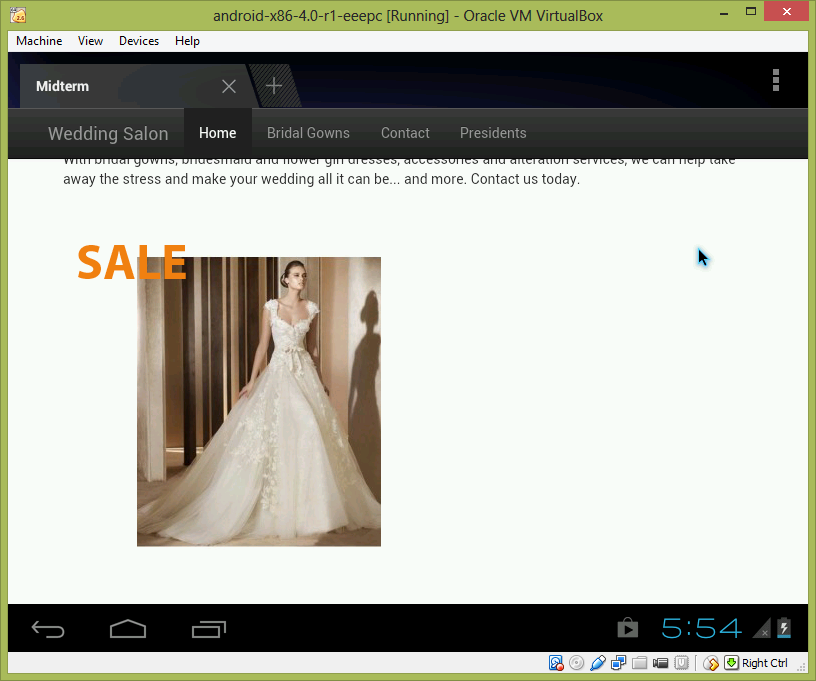 android-x86-4.0-r1-eeepc [Running] - Oracle VM VirtualBox
Machine View Devices Help
Midterm
Wedding Salon Home Bridal Gowns Contact Presidents
With bridal gowns, bridesmaid and flower girl dresses, accessories and alteration services, we can help take
away the stress and make your wedding all it can be... and more. Contact us today.
SALE
5:54
Right Ctrl